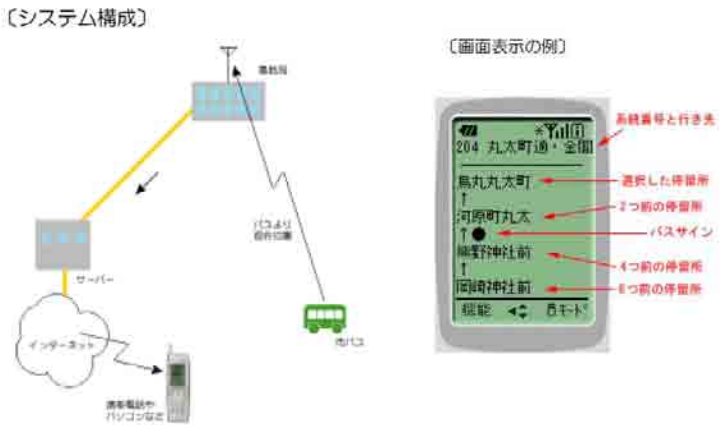 〔システム構成〕
基地局
バスより
現在位置
サーバー
インターネット
市バス
携帯電話や
パソコンなど
〔画面表示の例〕
204 丸太町通・金閣
烏丸丸太町
↑
河原町丸太
↑●
熊野神社前
↑
岡崎神社前
機能
系統番号と行き先
選択した停留所
2つ前の停留所
バスサイン
4つ前の停留所
6つ前の停留所